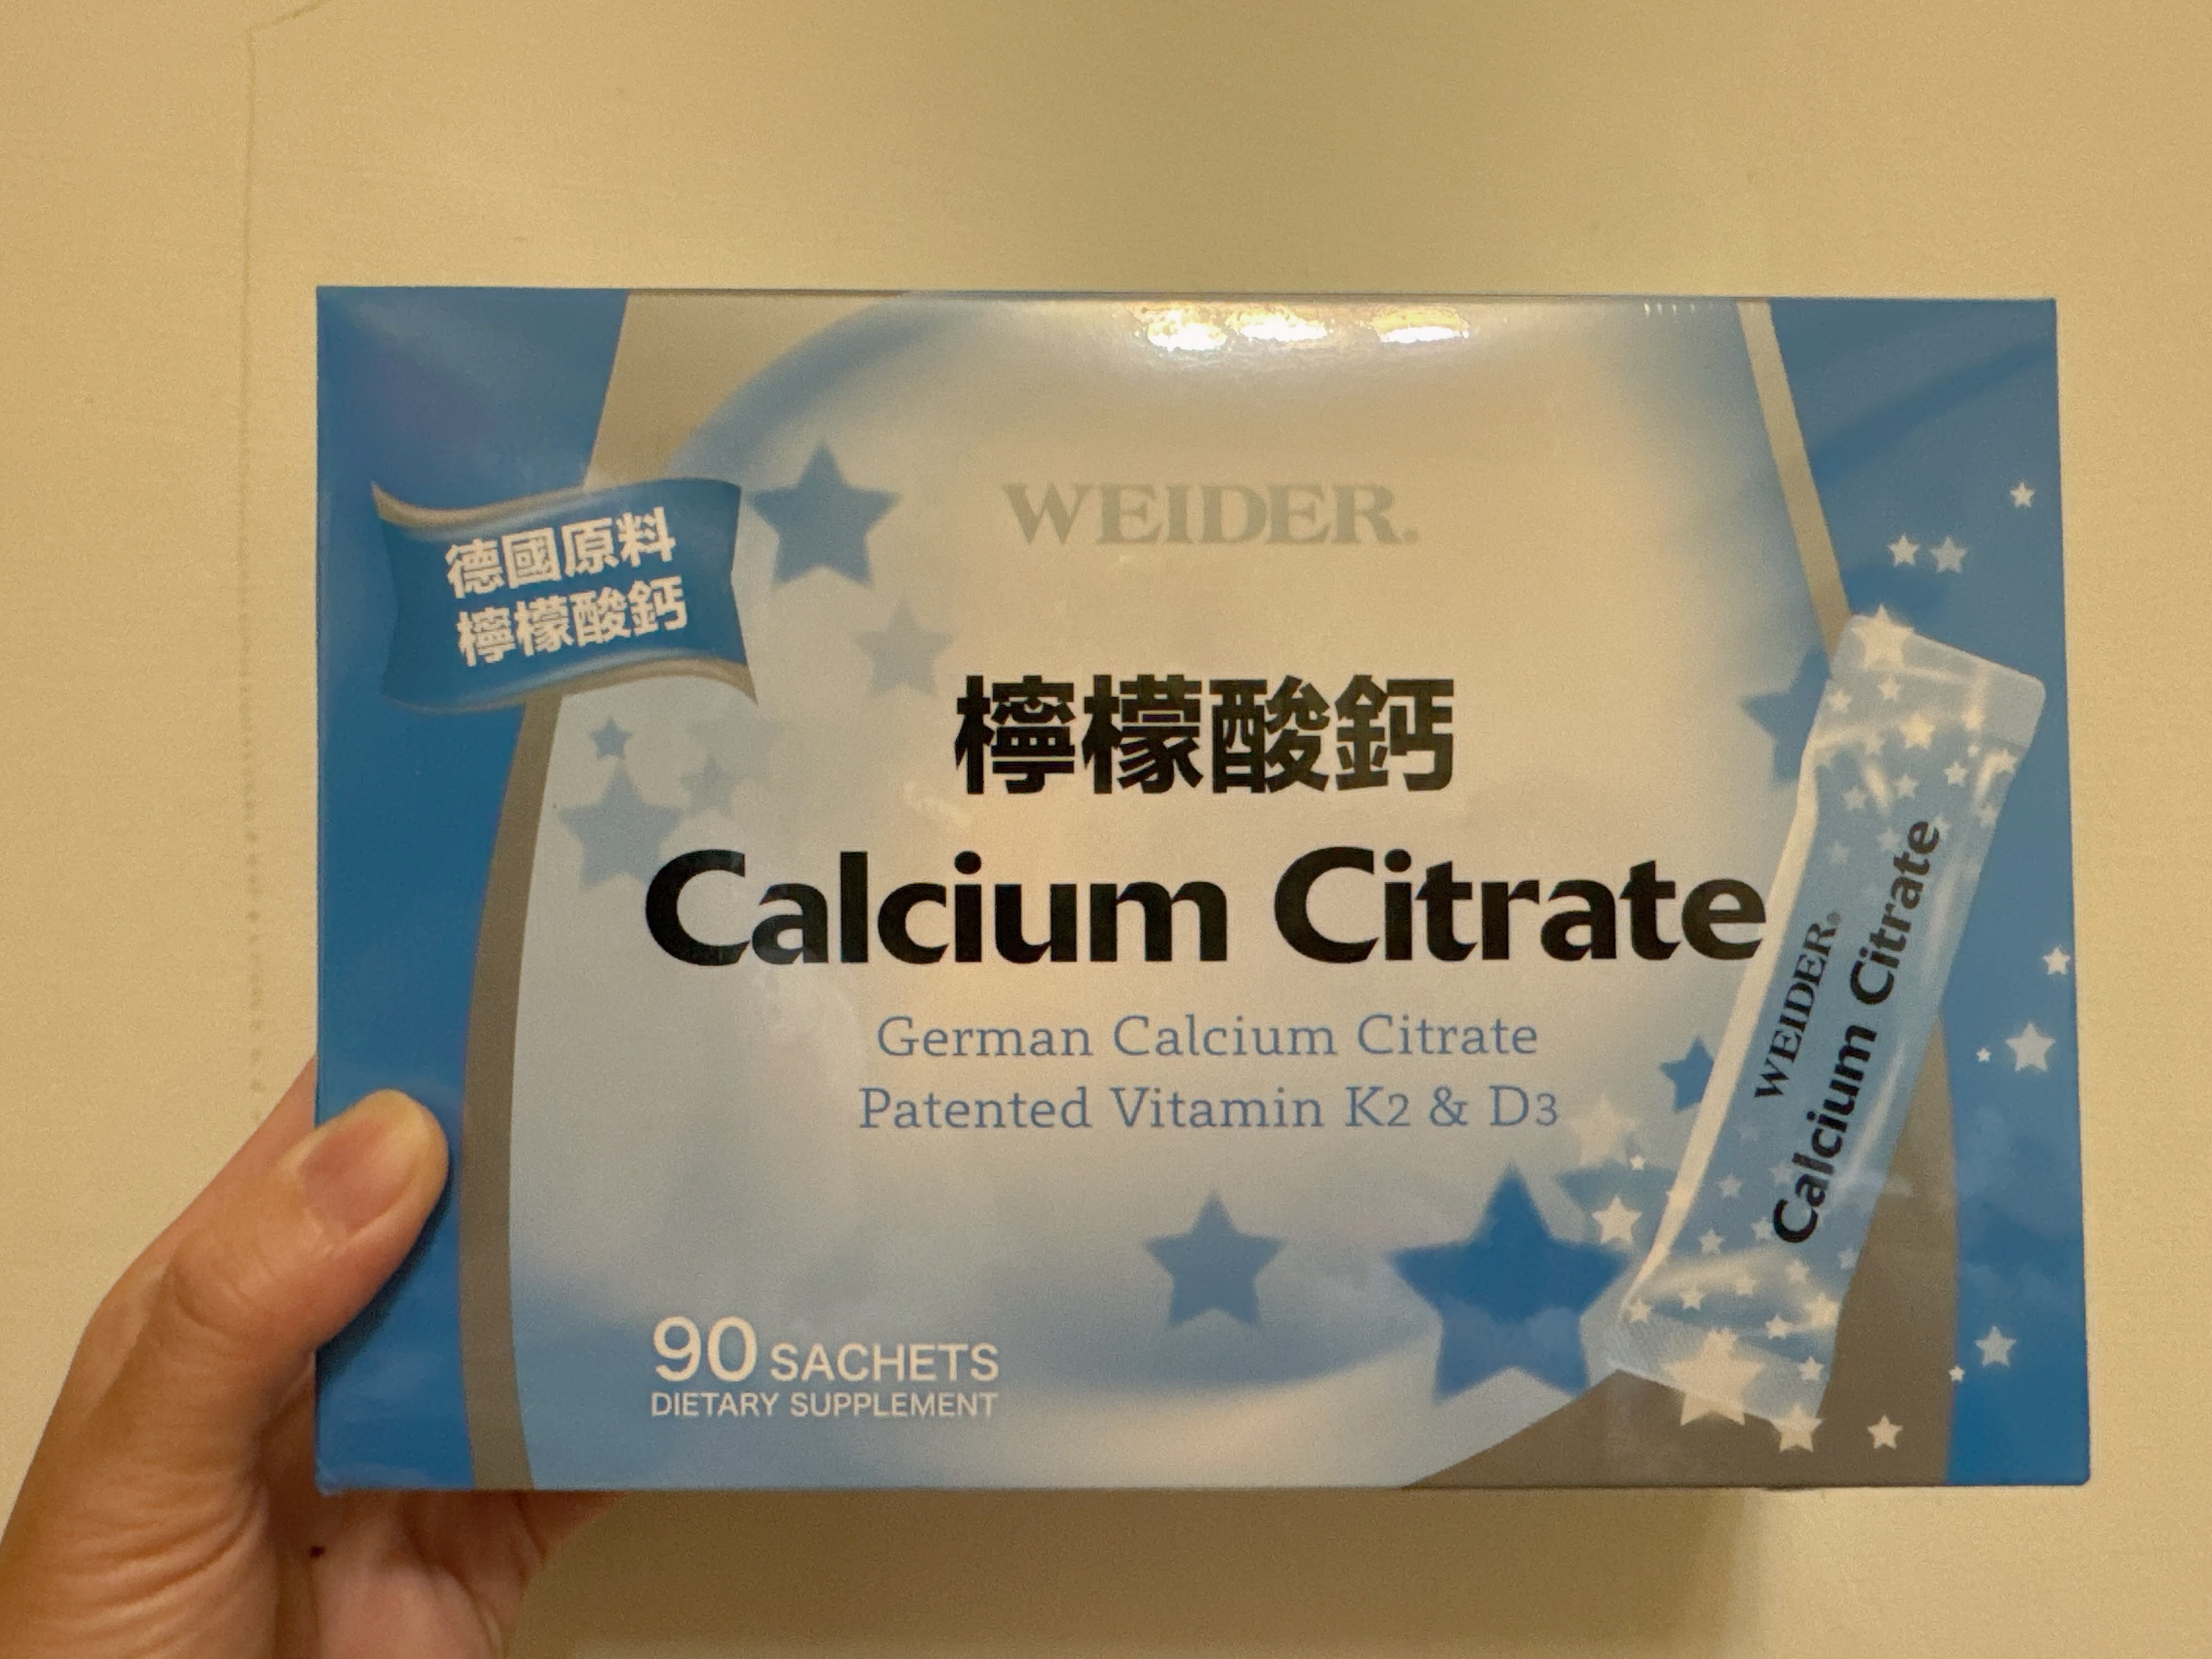 德國原料
檸檬酸鈣
WEIDER®
檸檬酸鈣
Calcium Citrate
German Calcium Citrate
Patented Vitamin K2 & D3
WEIDER®
Calcium Citrate
90 SACHETS
DIETARY SUPPLEMENT